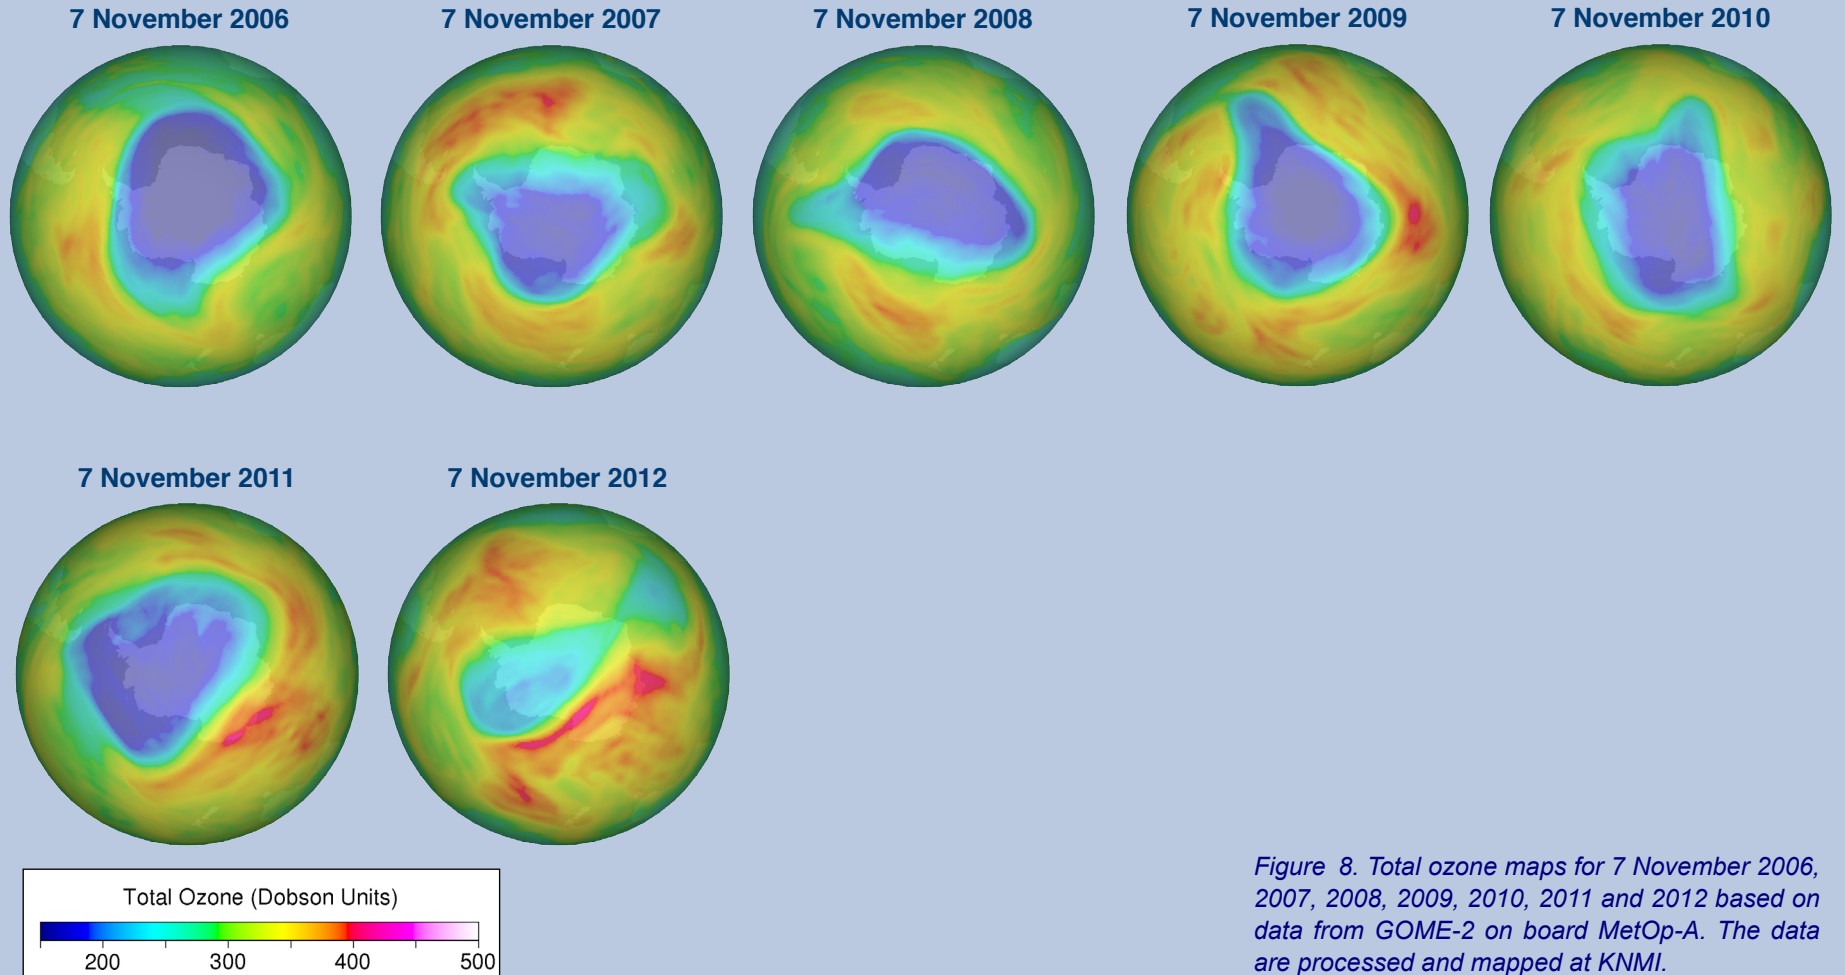 7 November 2006
7 November 2007
7 November 2008
7 November 2009
7 November 2010
7 November 2011
7 November 2012
Total Ozone (Dobson Units)
200 300 400 500
Figure 8. Total ozone maps for 7 November 2006,
2007, 2008, 2009, 2010, 2011 and 2012 based on
data from GOME-2 on board MetOp-A. The data
are processed and mapped at KNMI.